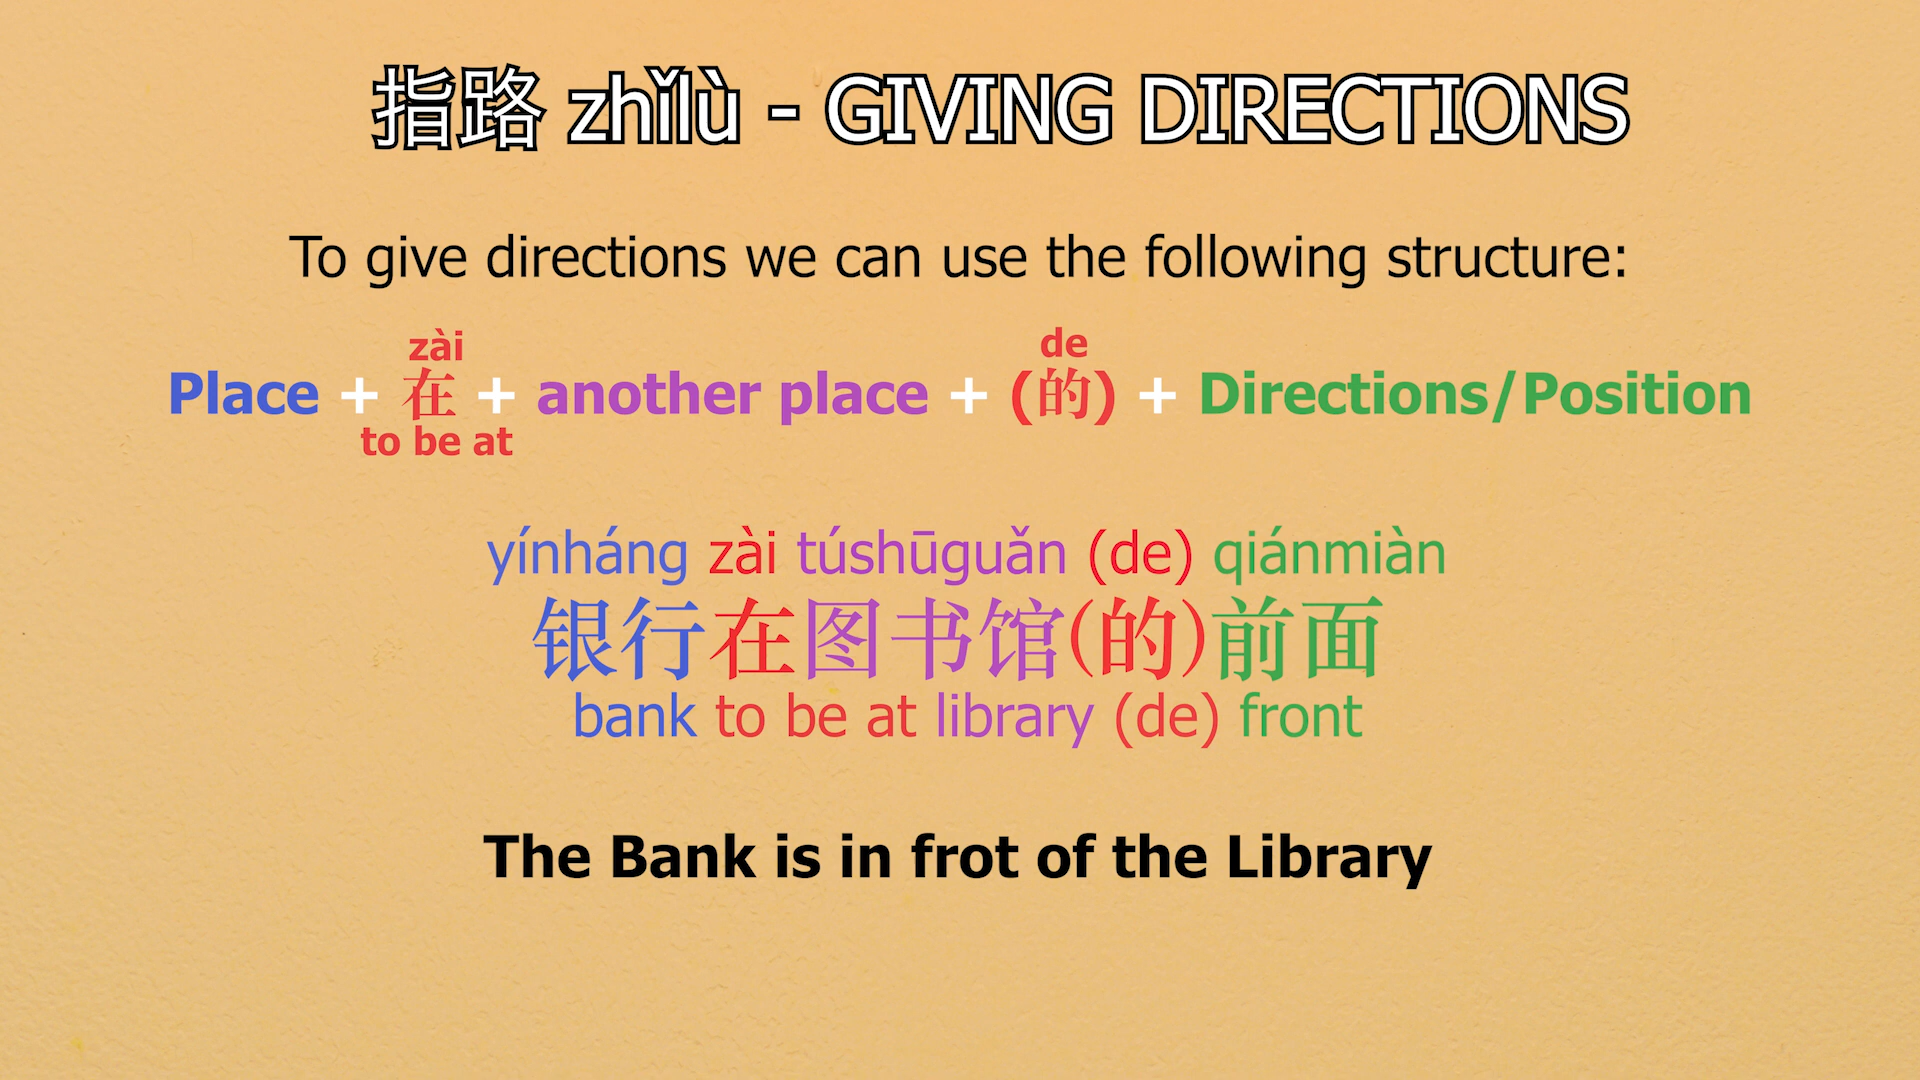 指路 zhǐlù - GIVING DIRECTIONS
To give directions we can use the following structure:
zài de
Place + 在 + another place + (的) + Directions/Position
to be at
yínháng zài túshūguǎn (de) qiánmiàn
银行在图书馆(的)前面
bank to be at library (de) front
The Bank is in frot of the Library